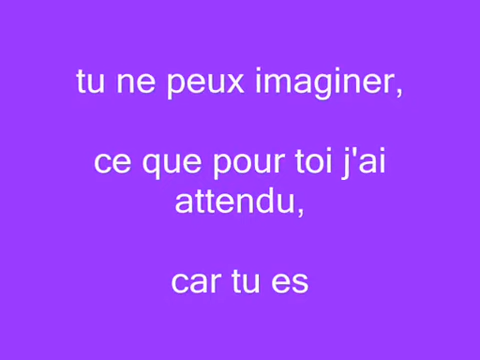 tu ne peux imaginer,
ce que pour toi j'ai
attendu,
car tu es